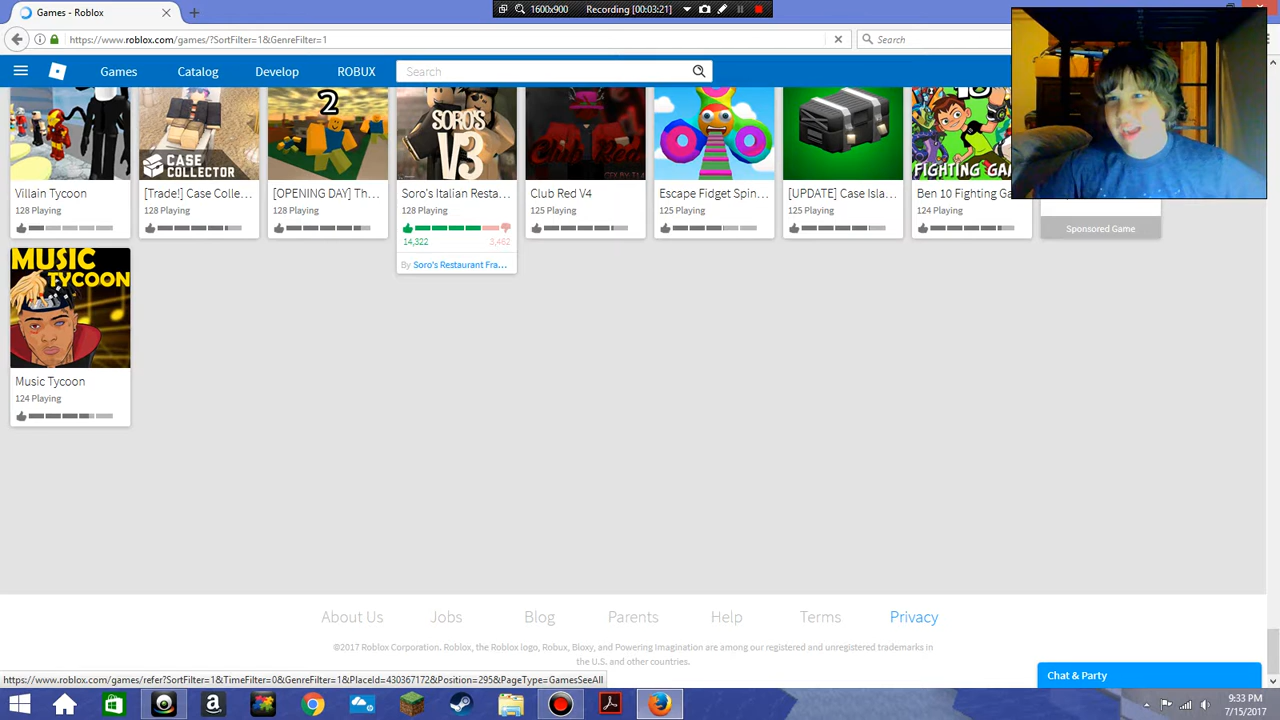 Games - Roblox
1600x900
Recording [00:03:21]
https://www.roblox.com/games/?SortFilter=1&GenreFilter=1
Search
Games
Catalog
Develop
ROBUX
Search
CASE COLLECTOR
2
SORO'S V3
Club Red
10
FIGHTING GA
Villain Tycoon
[Trade!] Case Colle...
[OPENING DAY] Th...
Soro's Italian Resta...
Club Red V4
Escape Fidget Spin...
[UPDATE] Case Isla...
Ben 10 Fighting Ga
128 Playing
128 Playing
128 Playing
128 Playing
125 Playing
125 Playing
125 Playing
124 Playing
Sponsored Game
14,322
3,462
By Soro's Restaurant Fra...
MUSIC TYCOON
Music Tycoon
124 Playing
About Us
Jobs
Blog
Parents
Help
Terms
Privacy
©2017 Roblox Corporation. Roblox, the Roblox logo, Robux, Bloxy, and Powering Imagination are among our registered and unregistered trademarks in
the U.S. and other countries.
Chat & Party
https://www.roblox.com/games/refer?SortFilter=1&TimeFilter=0&GenreFilter=1&PlaceId=430367172&Position=295&PageType=GamesSeeAll
9:33 PM
7/15/2017